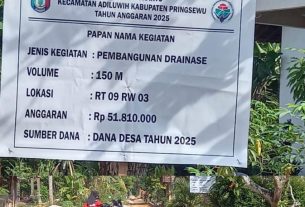 KECAMATAN ADILUWIH KABUPATEN PRINGSEWU
TAHUN ANGGARAN 2025
PAPAN NAMA KEGIATAN
JENIS KEGIATAN : PEMBANGUNAN DRAINASE
VOLUME : 150 M
LOKASI : RT 09 RW 03
ANGGARAN : Rp 51.810.000
SUMBER DANA : DANA DESA TAHUN 2025